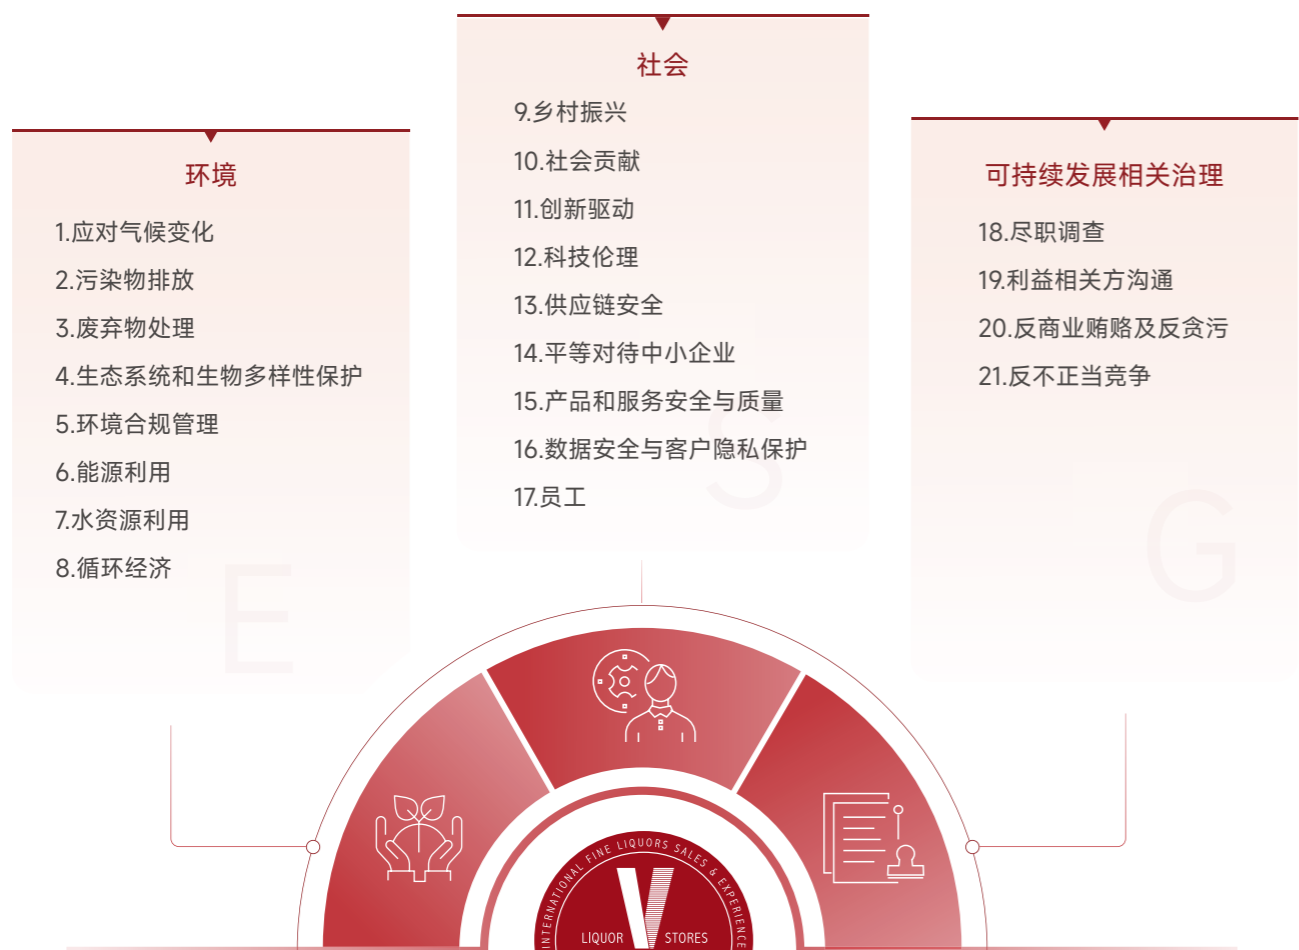 环境
1.应对气候变化
2.污染物排放
3.废弃物处理
4.生态系统和生物多样性保护
5.环境合规管理
6.能源利用
7.水资源利用
8.循环经济
E
社会
9.乡村振兴
10.社会贡献
11.创新驱动
12.科技伦理
13.供应链安全
14.平等对待中小企业
15.产品和服务安全与质量
16.数据安全与客户隐私保护
17.员工
S
可持续发展相关治理
18.尽职调查
19.利益相关方沟通
20.反商业贿赂及反贪污
21.反不正当竞争
G
INTERNATIONAL FINE LIQUORS SALES & EXPERIENCE
V
LIQUOR STORES